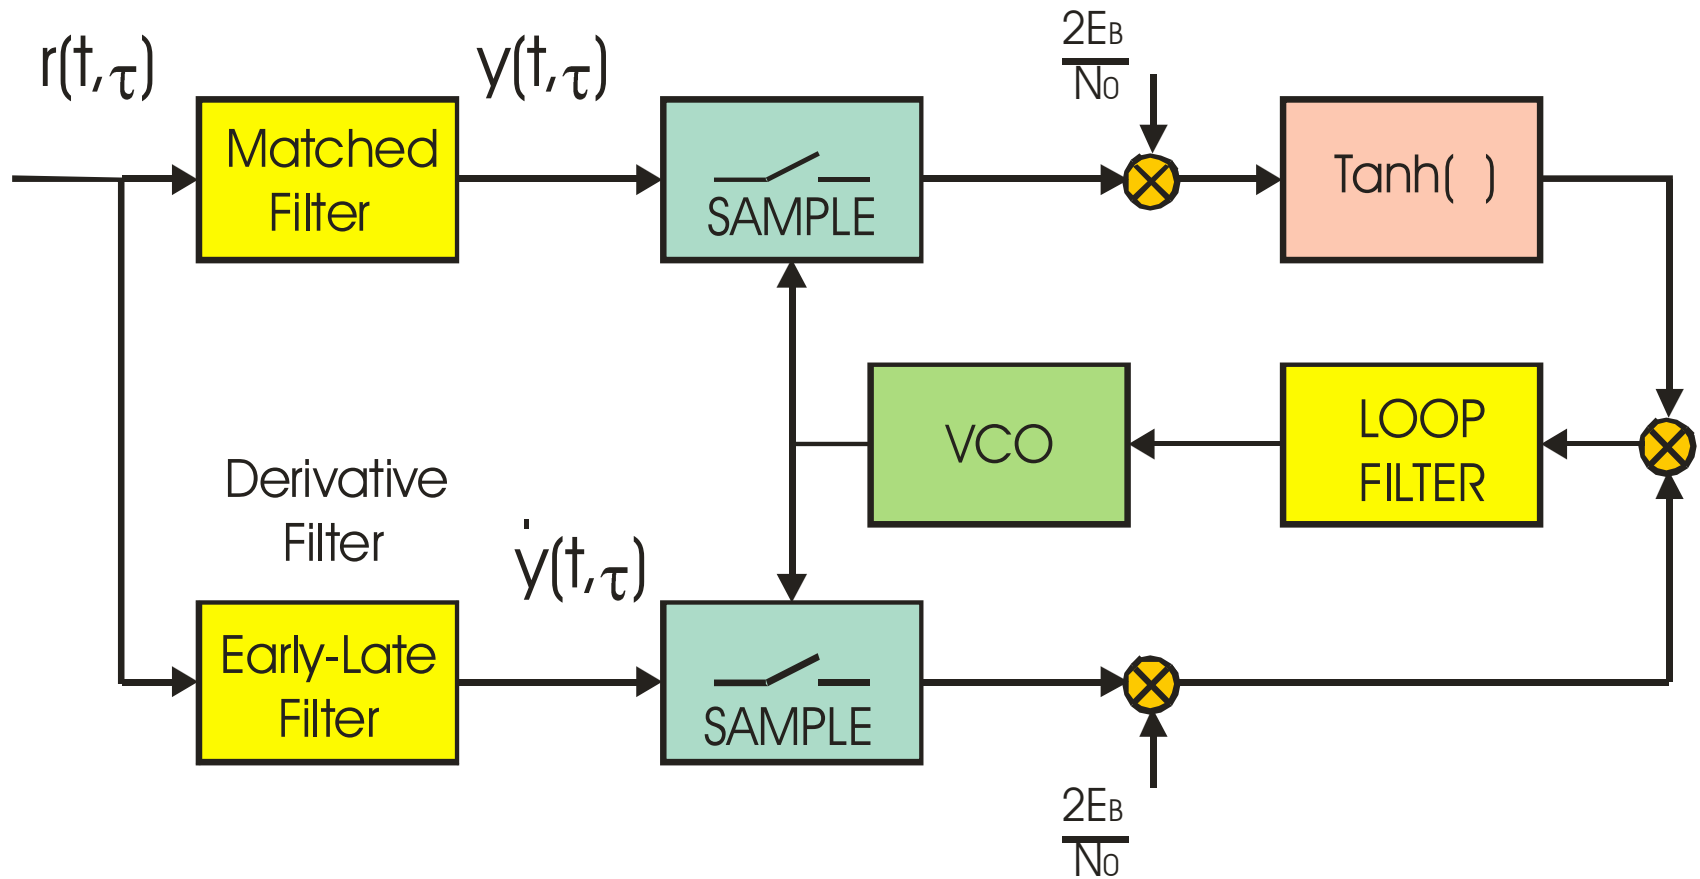 r(t,τ)
y(t,τ)
2EB
N0
Matched
Filter
SAMPLE
Tanh( )
VCO
LOOP
FILTER
Derivative
Filter
ẏ(t,τ)
Early-Late
Filter
SAMPLE
2EB
N0